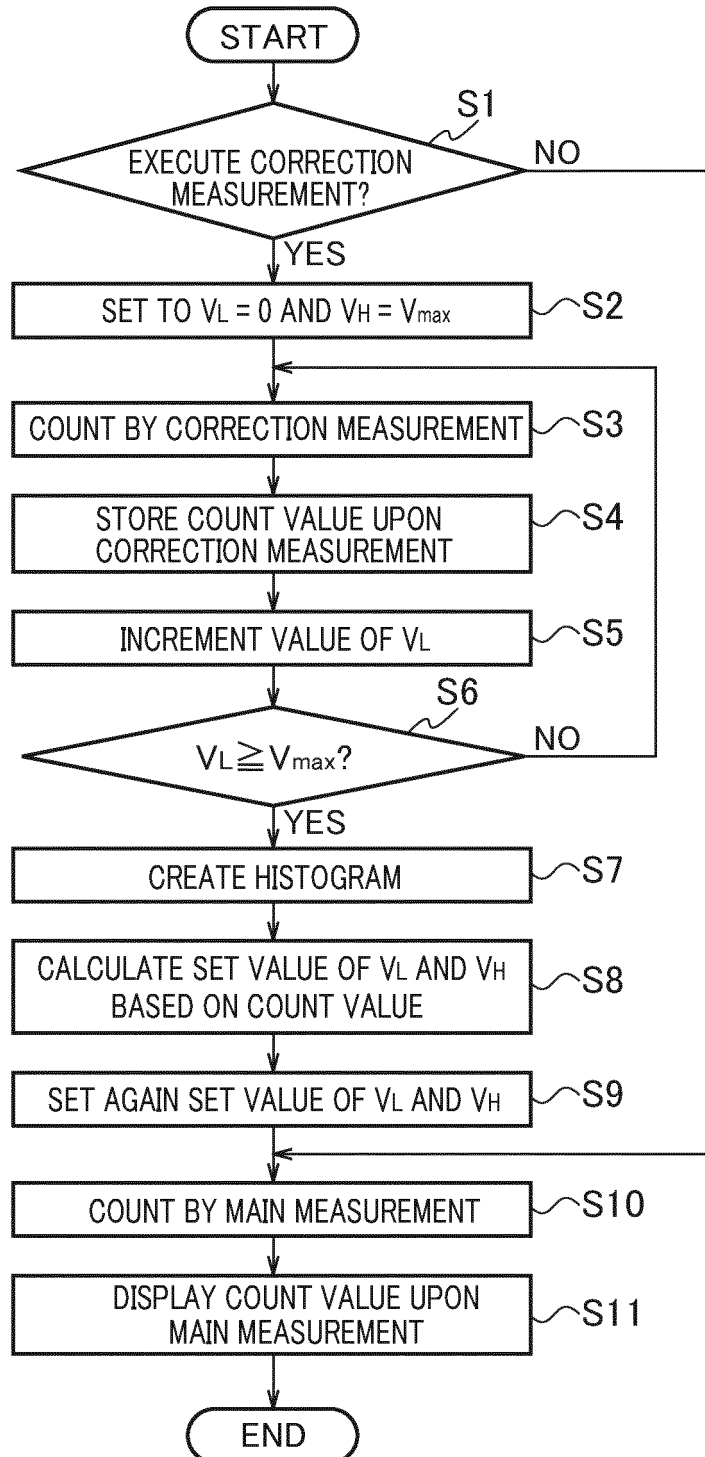 START
S1
EXECUTE CORRECTION
MEASUREMENT?
NO
YES
SET TO VL = 0 AND VH = Vmax
S2
COUNT BY CORRECTION MEASUREMENT
S3
STORE COUNT VALUE UPON
CORRECTION MEASUREMENT
S4
INCREMENT VALUE OF VL
S5
S6
VL≧Vmax?
NO
YES
CREATE HISTOGRAM
S7
CALCULATE SET VALUE OF VL AND VH
BASED ON COUNT VALUE
S8
SET AGAIN SET VALUE OF VL AND VH
S9
COUNT BY MAIN MEASUREMENT
S10
DISPLAY COUNT VALUE UPON
MAIN MEASUREMENT
S11
END